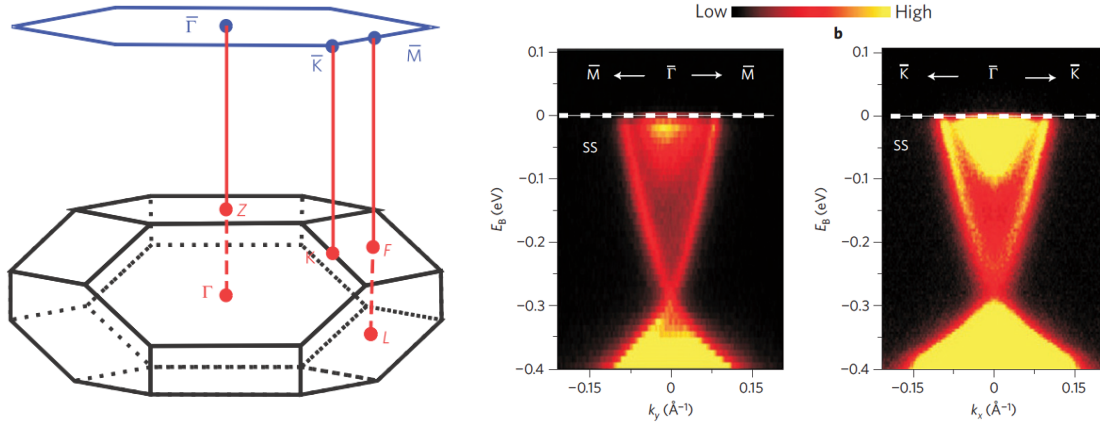 Γ̄
K̄
M̄
Z
K
F
Γ
L
Low High
M̄ ← Γ̄ → M̄
SS
0.1
0
−0.1
−0.2
−0.3
−0.4
E_B (eV)
−0.15 0 0.15
k_y (Å⁻¹)
b
K̄ ← Γ̄ → K̄
SS
0.1
0
−0.1
−0.2
−0.3
−0.4
E_B (eV)
−0.15 0 0.15
k_x (Å⁻¹)